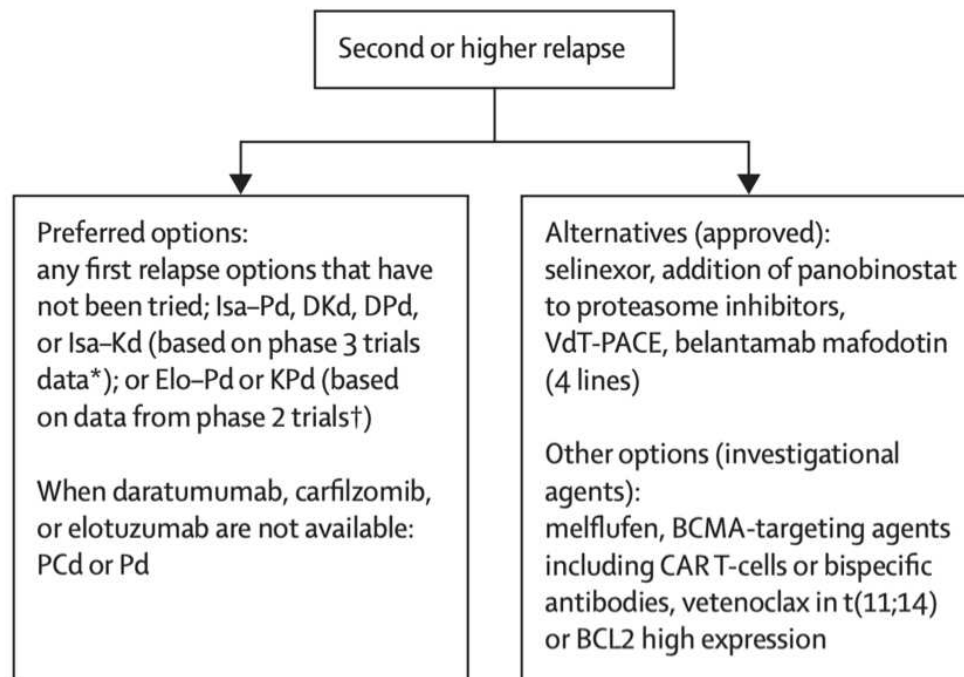 Second or higher relapse
Preferred options:
any first relapse options that have
not been tried; Isa–Pd, DKd, DPd,
or Isa–Kd (based on phase 3 trials
data*); or Elo–Pd or KPd (based
on data from phase 2 trials†)
When daratumumab, carfilzomib,
or elotuzumab are not available:
PCd or Pd
Alternatives (approved):
selinexor, addition of panobinostat
to proteasome inhibitors,
VdT-PACE, belantamab mafodotin
(4 lines)
Other options (investigational
agents):
melflufen, BCMA-targeting agents
including CAR T-cells or bispecific
antibodies, vetenoclax in t(11;14)
or BCL2 high expression